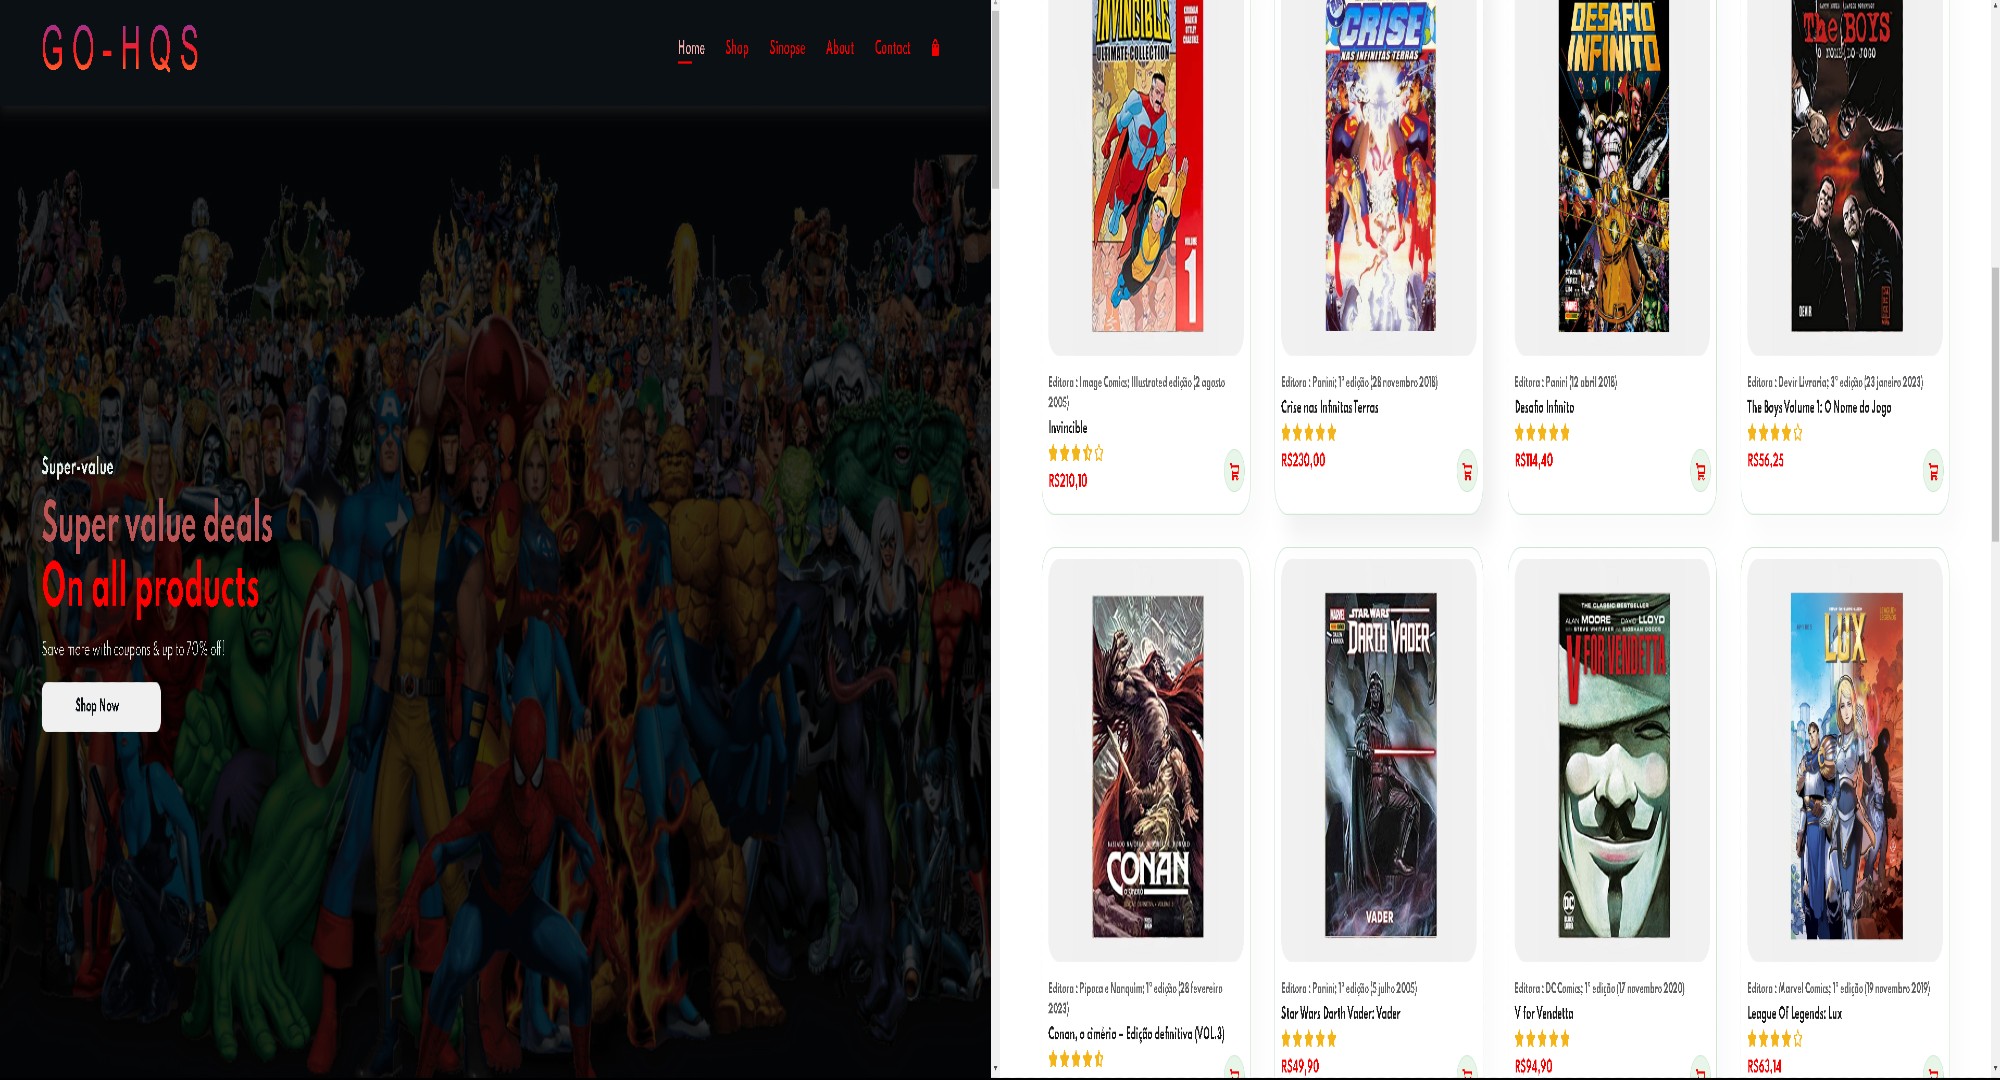 GO-HQS
Home Shop Sinopse About Contact
Super-value
Super value deals
On all products
Save more with coupons & up to 70% off!
Shop Now
INVINCIBLE
ULTIMATE COLLECTION
VOLUME
1
CRISE
NAS INFINITAS TERRAS
DESAFIO
INFINITO
STARLIN
PÉREZ
LIM
MARVEL
The BOYS
O NOME DO JOGO
DEVIR
Editora : Image Comics; Illustrated edição (2 agosto
2005)
Invincible
R$210,10
Editora : Panini; 1ª edição (28 novembro 2018)
Crise nas Infinitas Terras
R$230,00
Editora : Panini (12 abril 2018)
Desafio Infinito
R$114,40
Editora : Devir Livraria; 3ª edição (23 janeiro 2023)
The Boys Volume 1: O Nome do Jogo
R$56,25
CONAN
STAR WARS
DARTH VADER
MARVEL
VADER
THE CLASSIC BESTSELLER
ALAN MOORE DAVID LLOYD
V FOR VENDETTA
DC
LUX
Editora : Pipoca e Nanquim; 1ª edição (28 fevereiro
2023)
Conan, o cimério – Edição definitiva (VOL.3)
Editora : Panini; 1ª edição (5 julho 2005)
Star Wars Darth Vader: Vader
R$49,90
Editora : DC Comics; 1ª edição (17 novembro 2020)
V for Vendetta
R$94,90
Editora : Marvel Comics; 1ª edição (19 novembro 2019)
League Of Legends: Lux
R$63,14